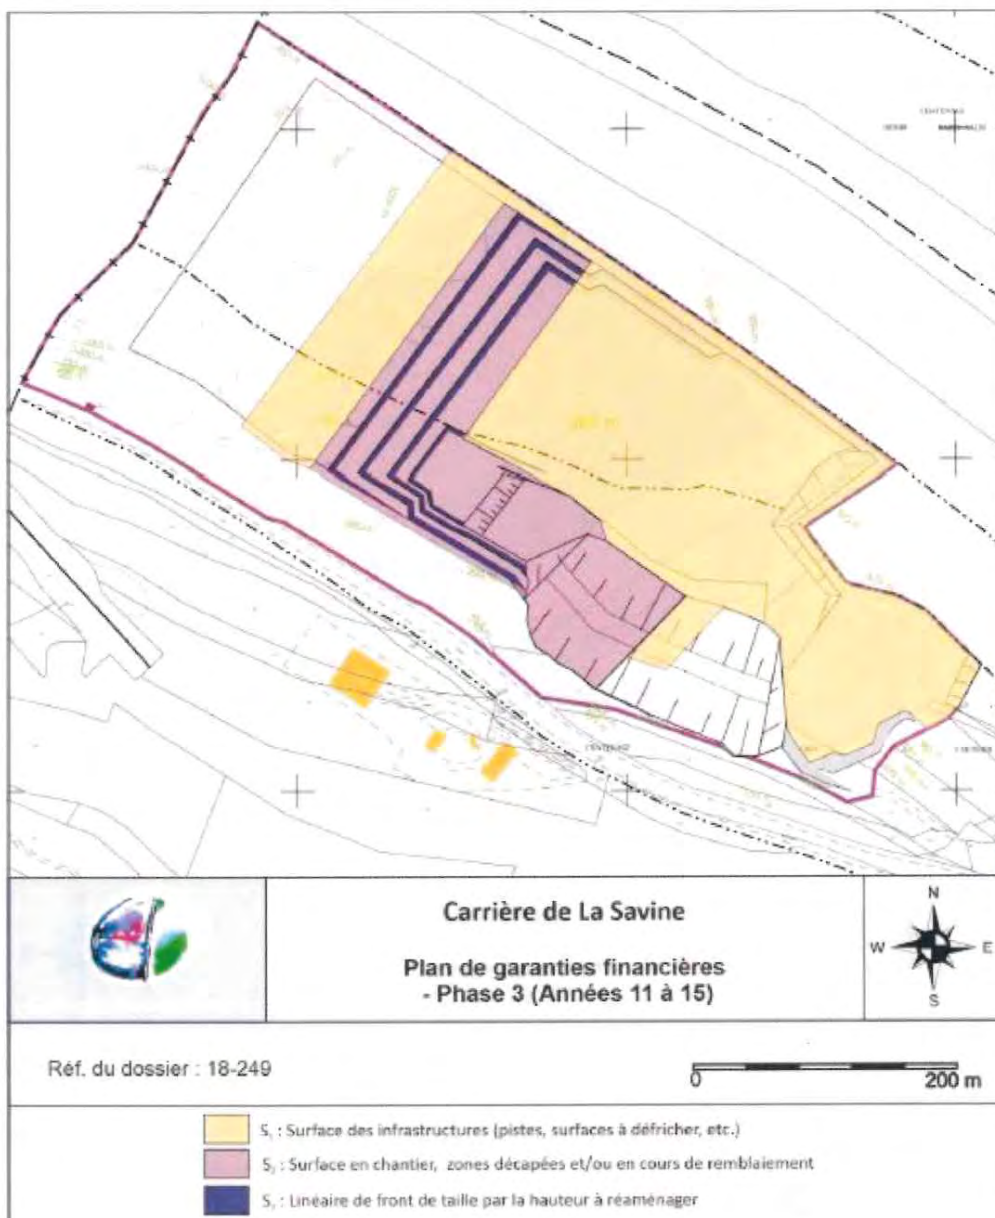 Carrière de La Savine
Plan de garanties financières
- Phase 3 (Années 11 à 15)
N
W
E
S
Réf. du dossier : 18-249
0
200 m
S₁ : Surface des infrastructures (pistes, surfaces à défricher, etc.)
S₂ : Surface en chantier, zones décapées et/ou en cours de remblaiement
S₃ : Linéaire de front de taille par la hauteur à réaménager